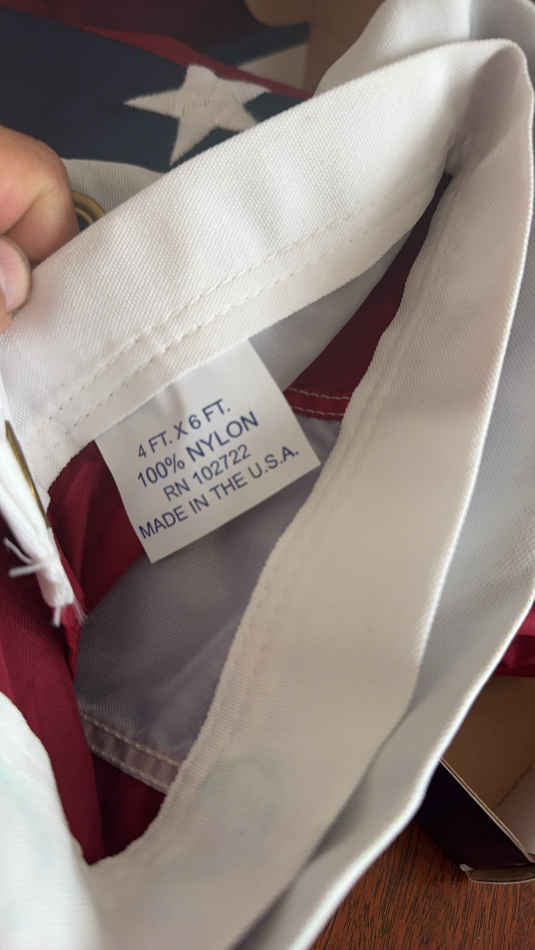 4 FT. X 6 FT.
100% NYLON
RN 102722
MADE IN THE U.S.A.